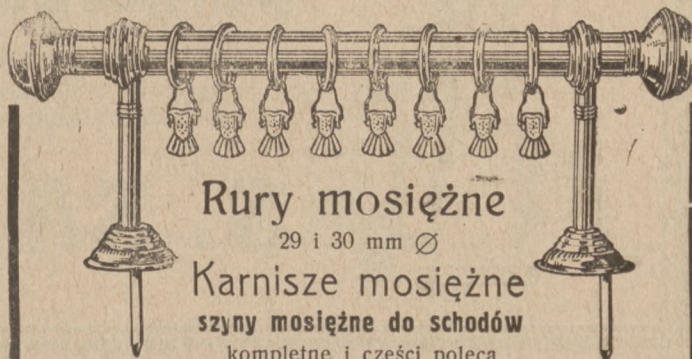 Rury mosiężne
29 i 30 mm ∅
Karnisze mosiężne
szyny mosiężne do schodów
kompletne i części poleca